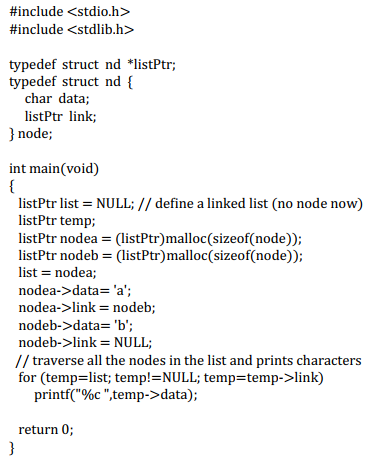 #include <stdio.h>
#include <stdlib.h>
typedef struct nd *listPtr;
typedef struct nd {
char data;
listPtr link;
} node;
int main(void)
{
listPtr list = NULL; // define a linked list (no node now)
listPtr temp;
listPtr nodea = (listPtr)malloc(sizeof(node));
listPtr nodeb = (listPtr)malloc(sizeof(node));
list = nodea;
nodea->data= 'a';
nodea->link = nodeb;
nodeb->data= 'b';
nodeb->link = NULL;
// traverse all the nodes in the list and prints characters
for (temp=list; temp!=NULL; temp=temp->link)
printf("%c ",temp->data);
return 0;
}